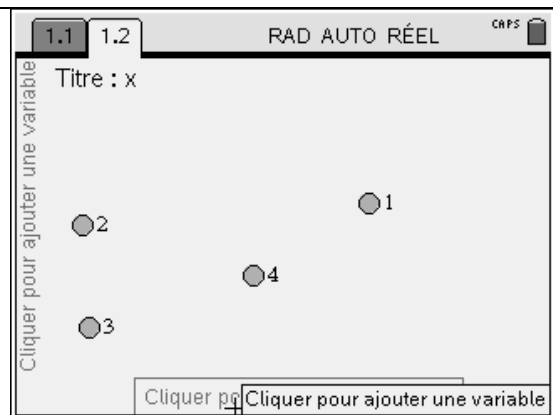 1.1 1.2 RAD AUTO RÉEL CAPS
Titre : x
Cliquer pour ajouter une variable
1
2
4
3
Cliquer po
Cliquer pour ajouter une variable